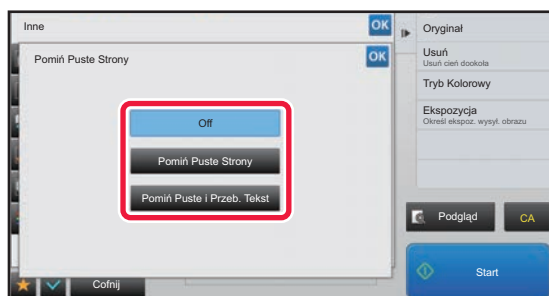 Inne
OK
Pomiń Puste Strony
OK
Off
Pomiń Puste Strony
Pomiń Puste i Przeb. Tekst
Cofnij
Oryginał
Usuń
Usuń cień dookoła
Tryb Kolorowy
Ekspozycja
Określ ekspoz. wysył. obrazu
Podgląd
CA
Start